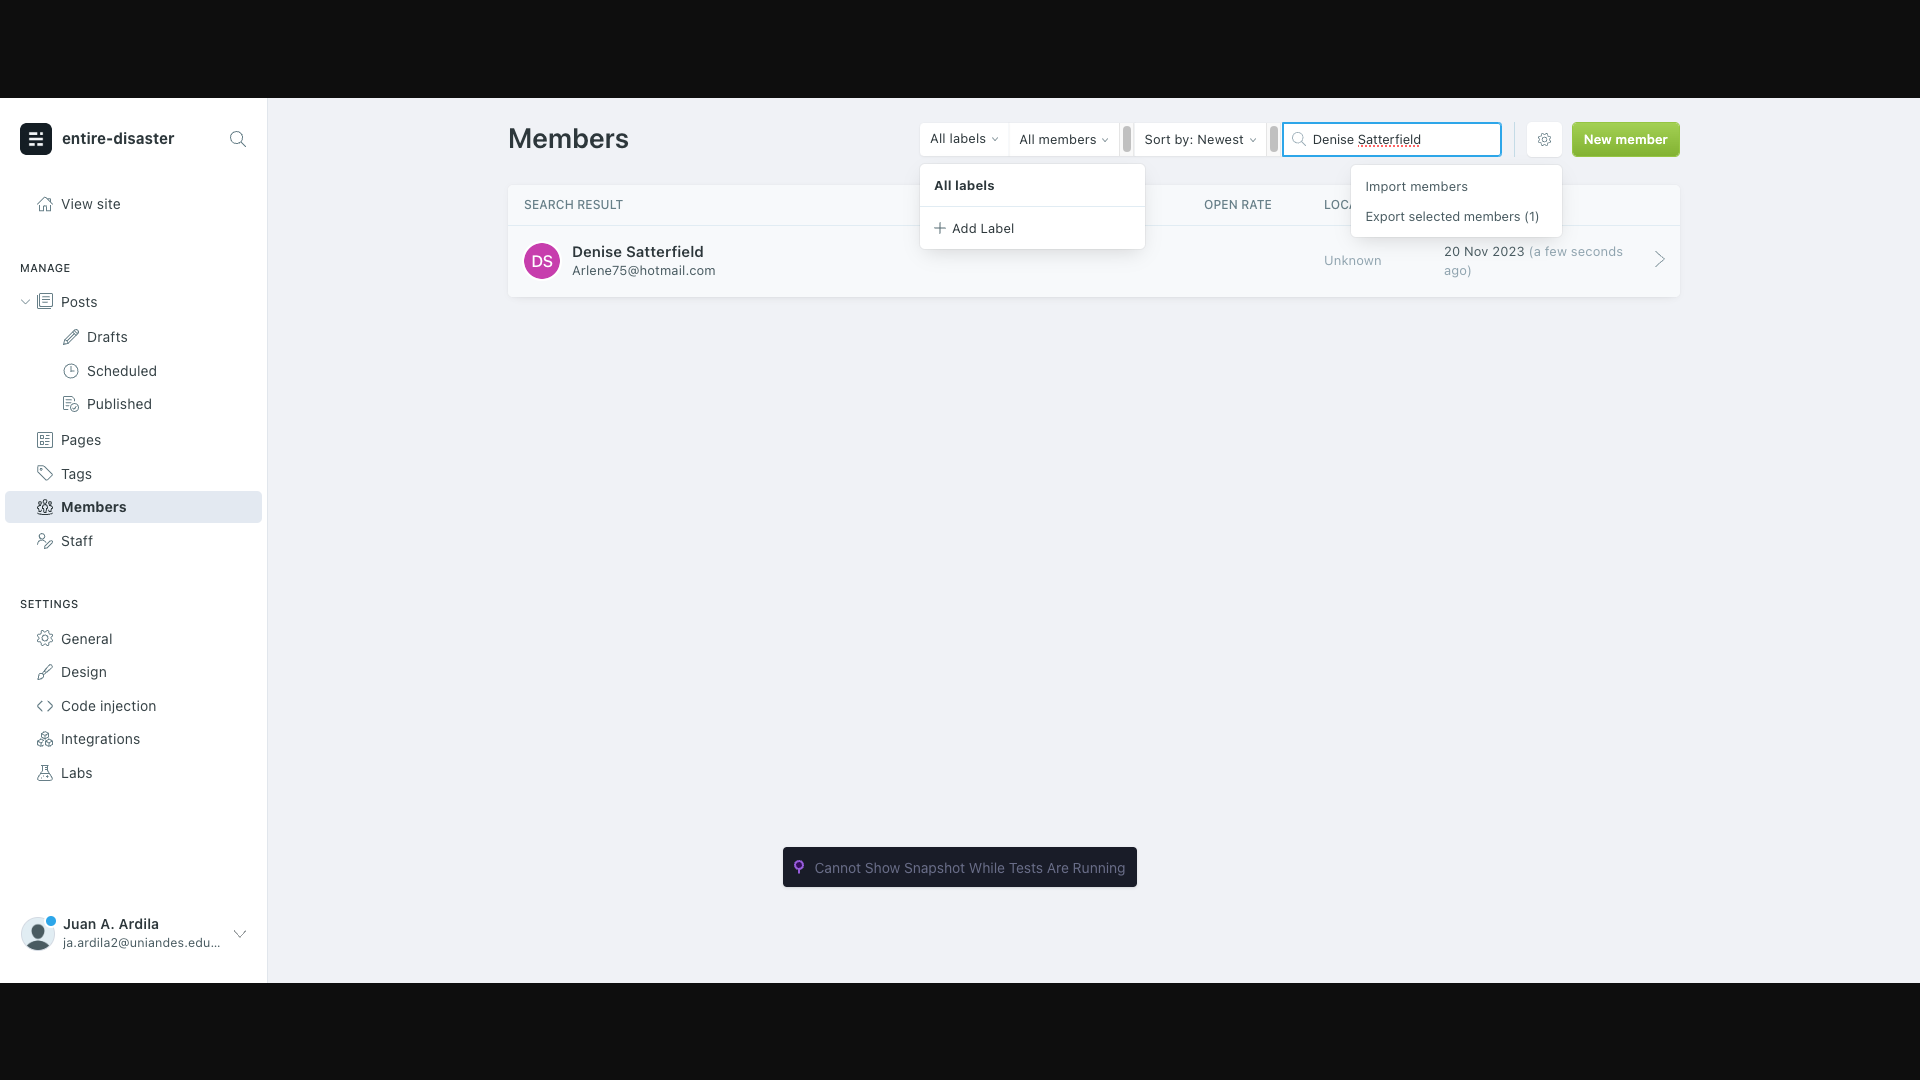 entire-disaster
View site
MANAGE
Posts
Drafts
Scheduled
Published
Pages
Tags
Members
Staff
SETTINGS
General
Design
Code injection
Integrations
Labs
Juan A. Ardila
ja.ardila2@uniandes.edu...
Members
All labels
All members
Sort by: Newest
Denise Satterfield
New member
All labels
Add Label
Import members
Export selected members (1)
SEARCH RESULT
OPEN RATE
LOCA
DS
Denise Satterfield
Arlene75@hotmail.com
Unknown
20 Nov 2023 (a few seconds
ago)
Cannot Show Snapshot While Tests Are Running